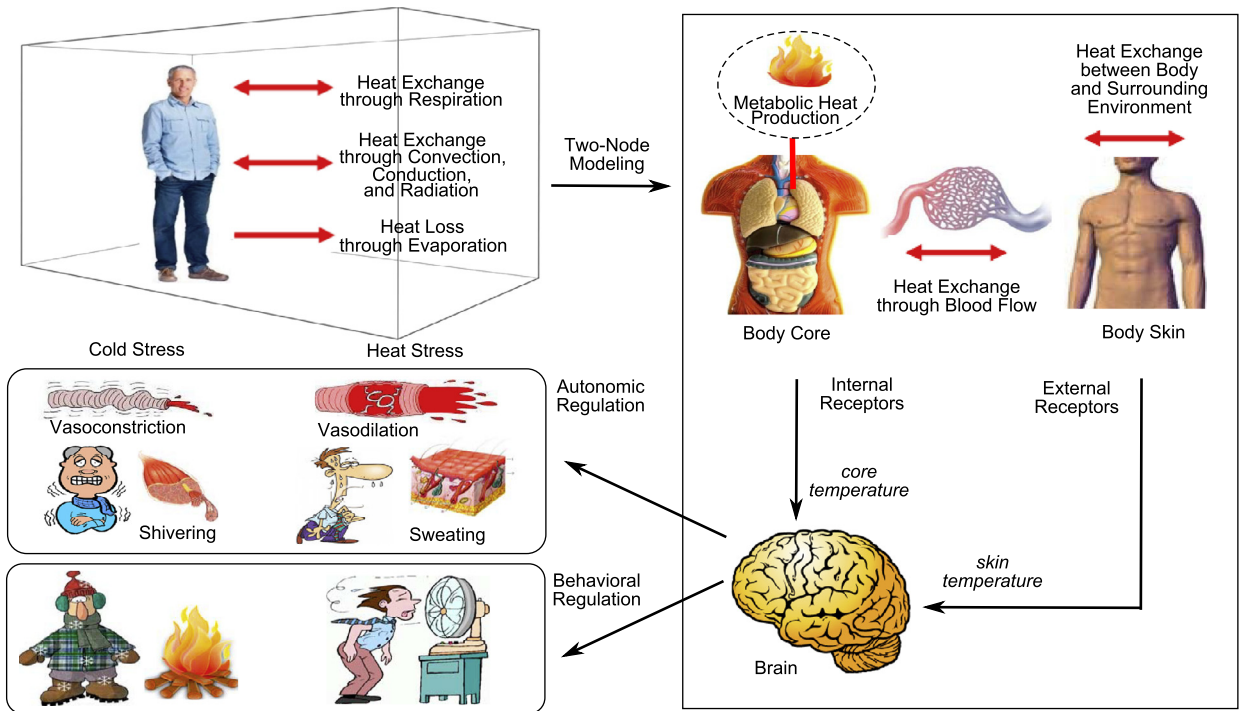 Heat Exchange
through Respiration
Heat Exchange
through Convection,
Conduction,
and Radiation
Heat Loss
through Evaporation
Two-Node
Modeling
Metabolic Heat
Production
Heat Exchange
between Body
and Surrounding
Environment
Heat Exchange
through Blood Flow
Body Core
Body Skin
Internal
Receptors
External
Receptors
core
temperature
skin
temperature
Brain
Cold Stress
Heat Stress
Autonomic
Regulation
Vasoconstriction
Vasodilation
Shivering
Sweating
Behavioral
Regulation